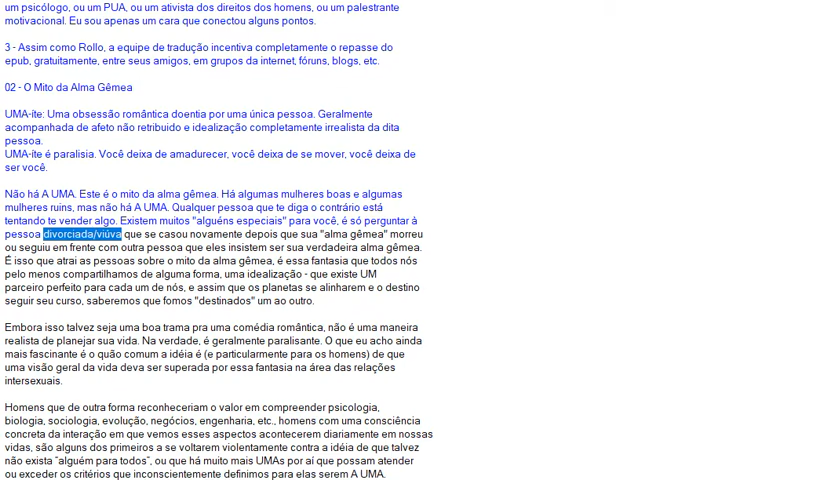 um psicólogo, ou um PUA, ou um ativista dos direitos dos homens, ou um palestrante
motivacional. Eu sou apenas um cara que conectou alguns pontos.
3 - Assim como Rollo, a equipe de tradução incentiva completamente o repasse do
epub, gratuitamente, entre seus amigos, em grupos da internet, fóruns, blogs, etc.
02 - O Mito da Alma Gêmea
UMA-íte: Uma obsessão romântica doentia por uma única pessoa. Geralmente
acompanhada de afeto não retribuido e idealização completamente irrealista da dita
pessoa.
UMA-íte é paralisia. Você deixa de amadurecer, você deixa de se mover, você deixa de
ser você.
Não há A UMA. Este é o mito da alma gêmea. Há algumas mulheres boas e algumas
mulheres ruins, mas não há A UMA. Qualquer pessoa que te diga o contrário está
tentando te vender algo. Existem muitos "alguéns especiais" para você, é só perguntar à
pessoa divorciada/viúva que se casou novamente depois que sua "alma gêmea" morreu
ou seguiu em frente com outra pessoa que eles insistem ser sua verdadeira alma gêmea.
É isso que atrai as pessoas sobre o mito da alma gêmea, é essa fantasia que todos nós
pelo menos compartilhamos de alguma forma, uma idealização - que existe UM
parceiro perfeito para cada um de nós, e assim que os planetas se alinharem e o destino
seguir seu curso, saberemos que fomos "destinados" um ao outro.
Embora isso talvez seja uma boa trama pra uma comédia romântica, não é uma maneira
realista de planejar sua vida. Na verdade, é geralmente paralisante. O que eu acho ainda
mais fascinante é o quão comum a idéia é (e particularmente para os homens) de que
uma visão geral da vida deva ser superada por essa fantasia na área das relações
intersexuais.
Homens que de outra forma reconheceriam o valor em compreender psicologia,
biologia, sociologia, evolução, negócios, engenharia, etc., homens com uma consciência
concreta da interação em que vemos esses aspectos acontecerem diariamente em nossas
vidas, são alguns dos primeiros a se voltarem violentamente contra a idéia de que talvez
não exista "alguém para todos", ou que há muito mais UMAs por aí que possam atender
ou exceder os critérios que inconscientemente definimos para elas serem A UMA.